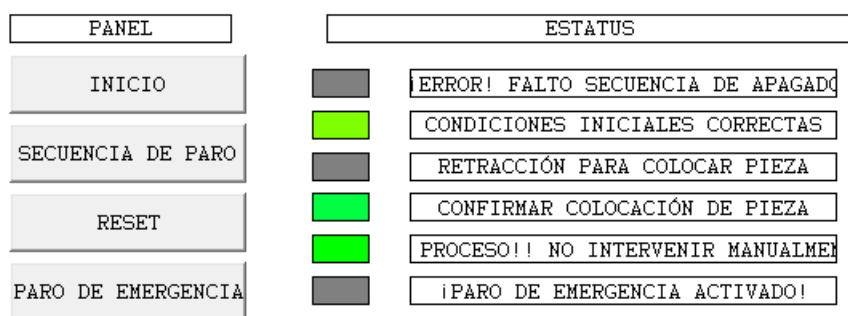 PANEL
ESTATUS
INICIO
¡ERROR! FALTO SECUENCIA DE APAGADO
CONDICIONES INICIALES CORRECTAS
SECUENCIA DE PARO
RETRACCIÓN PARA COLOCAR PIEZA
CONFIRMAR COLOCACIÓN DE PIEZA
RESET
PROCESO!! NO INTERVENIR MANUALMEN
PARO DE EMERGENCIA
¡PARO DE EMERGENCIA ACTIVADO!